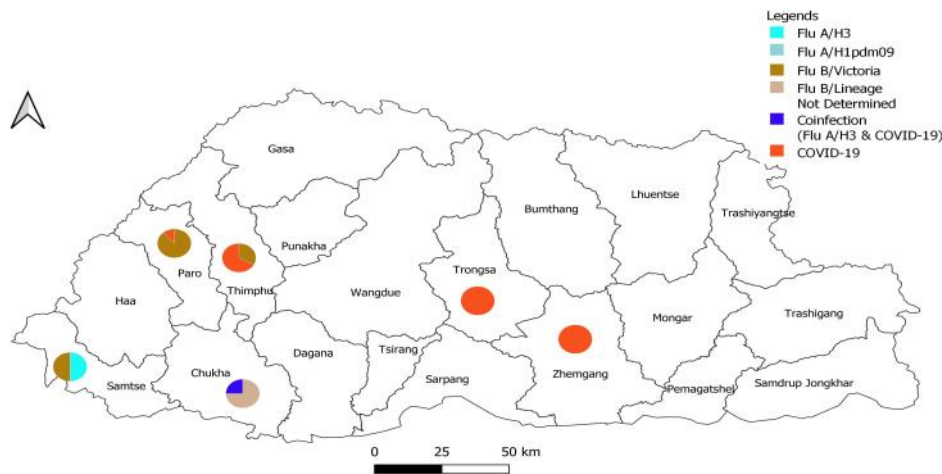 Legends
Flu A/H3
Flu A/H1pdm09
Flu B/Victoria
Flu B/Lineage
Not Determined
Coinfection
(Flu A/H3 & COVID-19)
COVID-19
Gasa
Lhuentse
Bumthang
Trashiyangtse
Punakha
Paro
Trongsa
Thimphu
Wangdue
Haa
Mongar
Trashigang
Dagana
Tsirang
Chukha
Zhemgang
Samtse
Sarpang
Pemagatshel
Samdrup Jongkhar
0 25 50 km